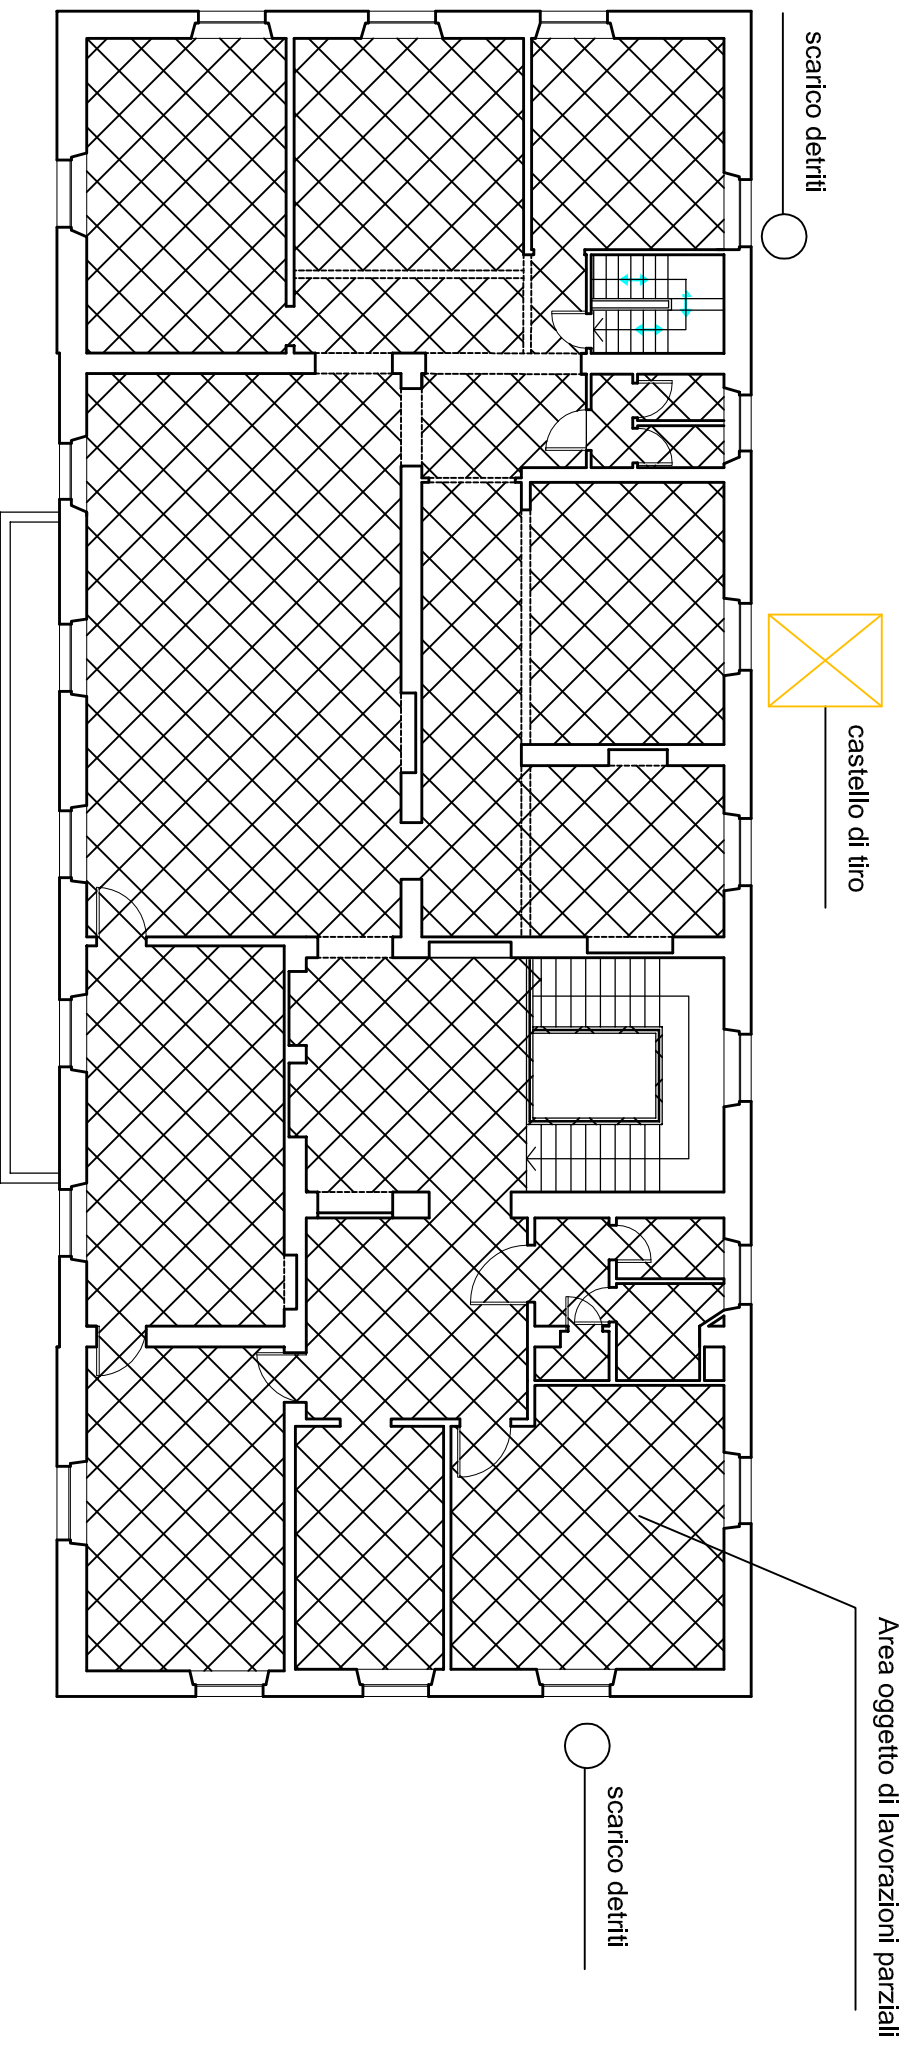 scarico detriti
castello di tiro
Area oggetto di lavorazioni parziali
scarico detriti